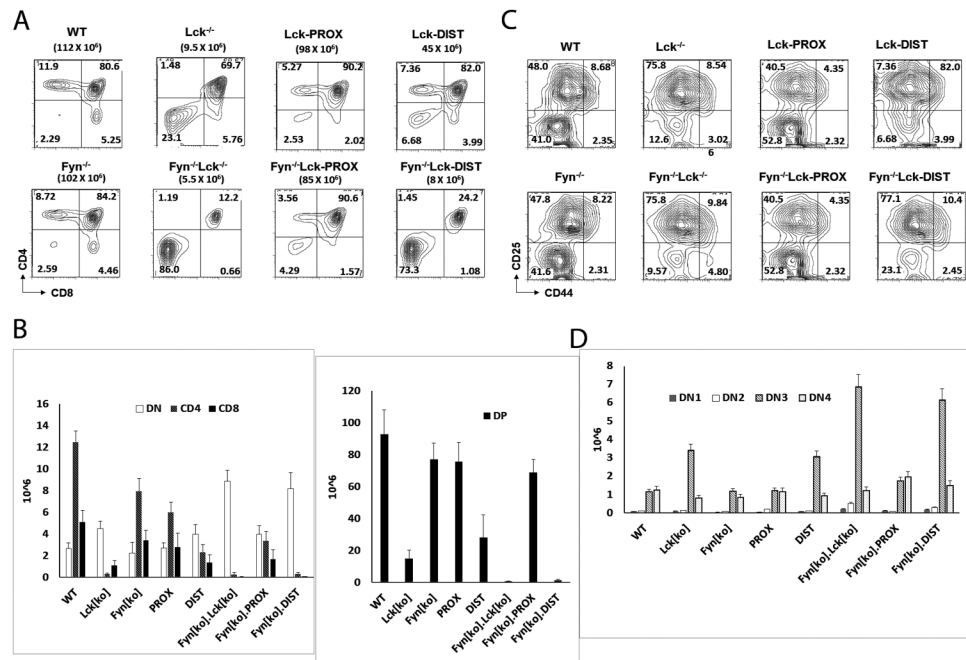 A
WT
(112 X 10⁶)
Lck⁻/⁻
(9.5 X 10⁶)
Lck-PROX
(98 X 10⁶)
Lck-DIST
45 X 10⁶)
11.9 80.6
2.29 5.25
1.48 69.7
23.1 5.76
5.27 90.2
2.53 2.02
7.36 82.0
6.68 3.99
Fyn⁻/⁻
(102 X 10⁶)
Fyn⁻/⁻Lck⁻/⁻
(5.5 X 10⁶)
Fyn⁻/⁻Lck-PROX
(85 X 10⁶)
Fyn⁻/⁻Lck-DIST
(8 X 10⁶)
8.72 84.2
2.59 4.46
1.19 12.2
86.0 0.66
3.56 90.6
4.29 1.57
1.45 24.2
73.3 1.08
CD4
CD8
C
WT
Lck⁻/⁻
Lck-PROX
Lck-DIST
48.0 8.68
41.0 2.35
75.8 8.54
12.6 3.02
6
40.5 4.35
52.8 2.32
7.36 82.0
6.68 3.99
Fyn⁻/⁻
Fyn⁻/⁻Lck⁻/⁻
Fyn⁻/⁻Lck-PROX
Fyn⁻/⁻Lck-DIST
47.8 8.22
41.6 2.31
75.8 9.84
9.57 4.80
40.5 4.35
52.8 2.32
77.1 10.4
23.1 2.45
CD25
CD44
B
10^6
16
14
12
10
8
6
4
2
0
DN CD4 CD8
WT
Lck[ko]
Fyn[ko]
PROX
DIST
Fyn[ko].Lck[ko]
Fyn[ko].PROX
Fyn[ko].DIST
10^6
120
100
80
60
40
20
0
DP
WT
Lck[ko]
Fyn[ko]
PROX
DIST
Fyn[ko].Lck[ko]
Fyn[ko].PROX
Fyn[ko].DIST
D
10^6
8
7
6
5
4
3
2
1
0
DN1 DN2 DN3 DN4
WT
Lck[ko]
Fyn[ko]
PROX
DIST
Fyn[ko].Lck[ko]
Fyn[ko].PROX
Fyn[ko].DIST